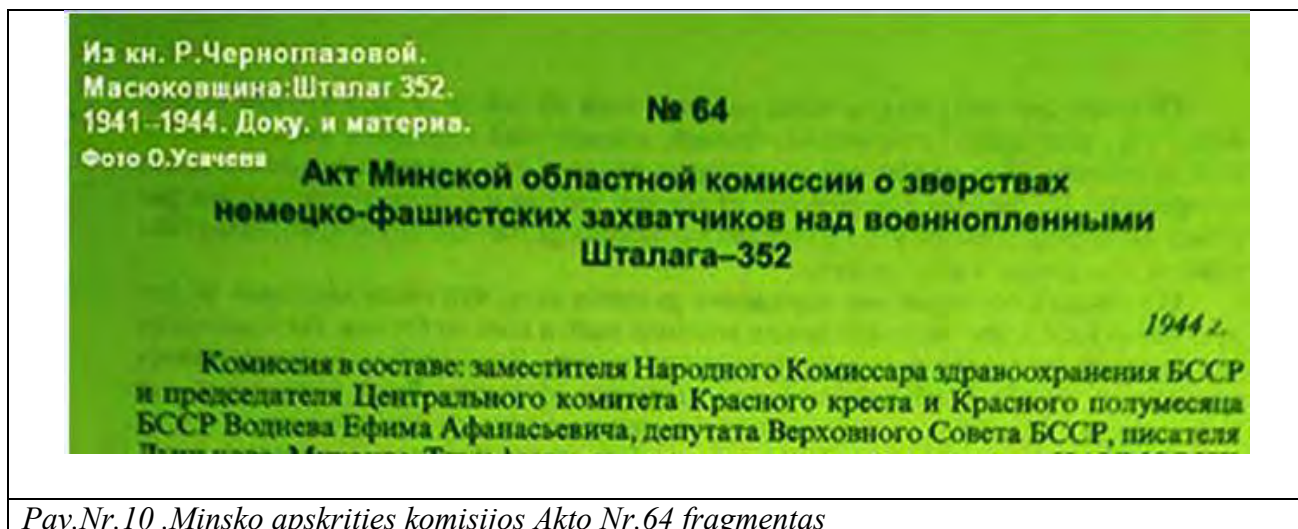 Из кн. Р.Черноглазовой.
Масюковщина:Шталаг 352.
1941–1944. Доку. и материа.
Фото О.Усачева
№ 64
Акт Минской областной комиссии о зверствах
немецко-фашистских захватчиков над военнопленными
Шталага–352
1944 г.
Комиссия в составе: заместителя Народного Комиссара здравоохранения БССР
и председателя Центрального комитета Красного креста и Красного полумесяца
БССР Воднева Ефима Афанасьевича, депутата Верховного Совета БССР, писателя
Pav.Nr.10 .Minsko apskrities komisijos Akto Nr.64 fragmentas